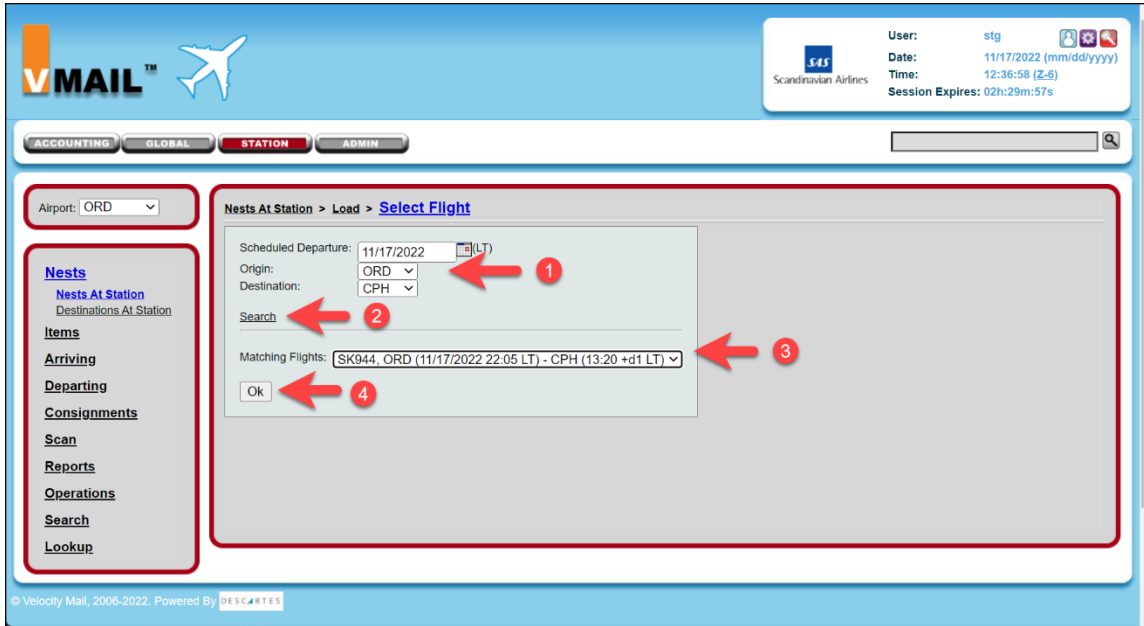 VMAIL™
SAS
Scandinavian Airlines
User: stg
Date: 11/17/2022 (mm/dd/yyyy)
Time: 12:36:58 (Z-6)
Session Expires: 02h:29m:57s
ACCOUNTING GLOBAL STATION ADMIN
Airport: ORD
Nests
Nests At Station
Destinations At Station
Items
Arriving
Departing
Consignments
Scan
Reports
Operations
Search
Lookup
Nests At Station > Load > Select Flight
Scheduled Departure: 11/17/2022 (LT)
Origin: ORD
Destination: CPH
1
Search
2
Matching Flights: SK944, ORD (11/17/2022 22:05 LT) - CPH (13:20 +d1 LT)
3
Ok
4
© Velocity Mail, 2006-2022. Powered By DESCARTES